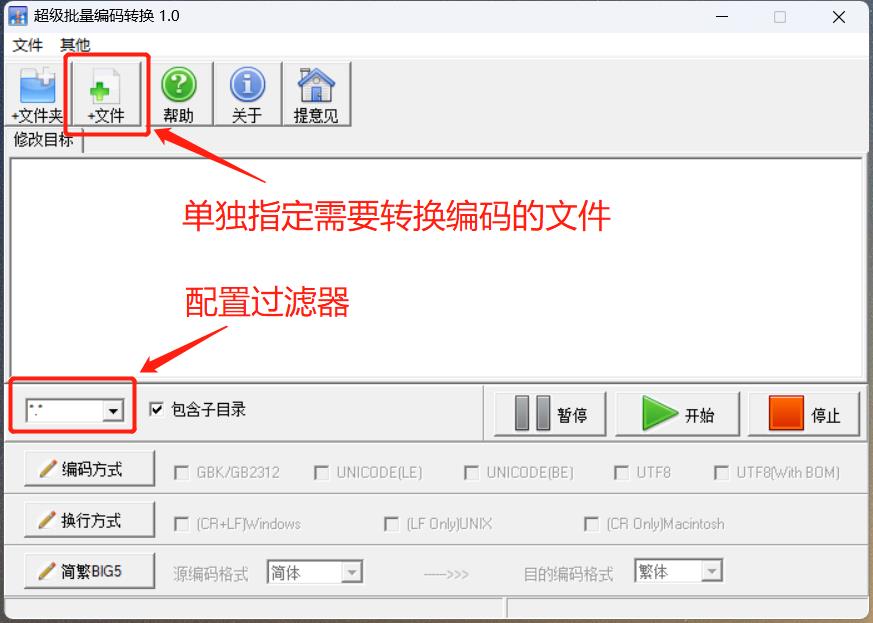 超级批量编码转换 1.0
文件 其他
+文件夹 +文件 帮助 关于 提意见
修改目标
单独指定需要转换编码的文件
配置过滤器
*.* 包含子目录 暂停 开始 停止
编码方式 GBK/GB2312 UNICODE(LE) UNICODE(BE) UTF8 UTF8(With BOM)
换行方式 (CR+LF)Windows (LF Only)UNIX (CR Only)Macintosh
简繁BIG5 源编码格式 简体 ----->>> 目的编码格式 繁体